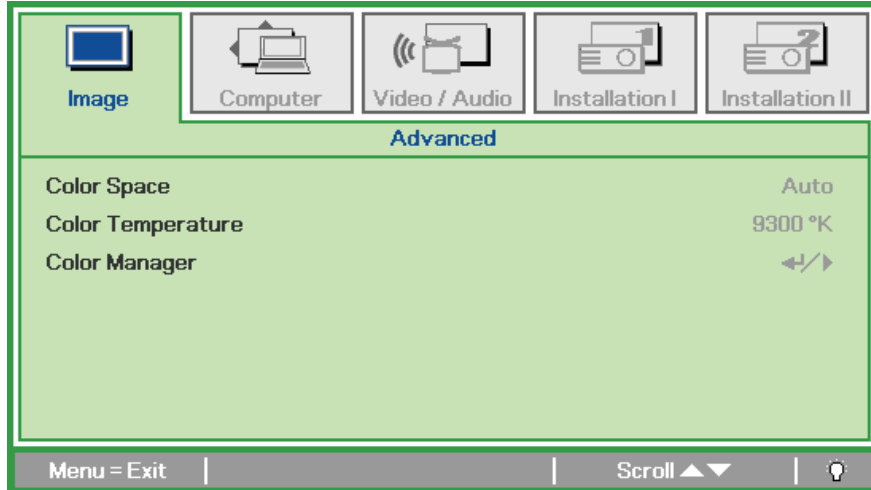 Image
Computer
Video / Audio
Installation I
Installation II
Advanced
Color Space Auto
Color Temperature 9300 °K
Color Manager
Menu = Exit Scroll